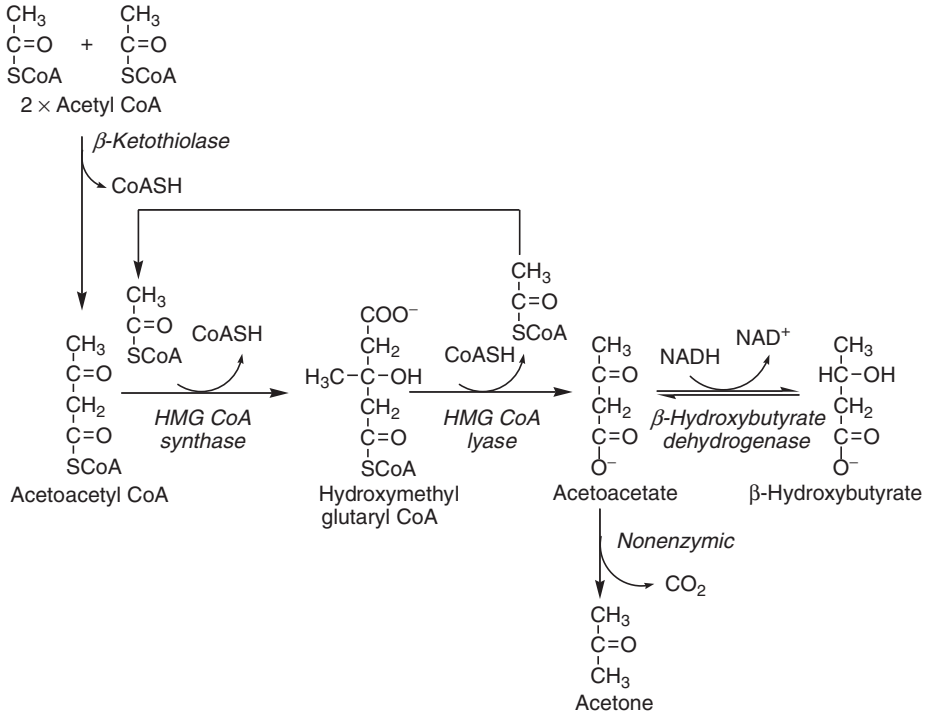 CH3 CH3
C=O + C=O
SCoA SCoA
2 × Acetyl CoA
β-Ketothiolase
CoASH
CH3
C=O
SCoA
CH3
C=O
SCoA
CH3
C=O
CH2
C=O
SCoA
Acetoacetyl CoA
CoASH
HMG CoA
synthase
COO−
CH2
H3C–C–OH
CH2
C=O
SCoA
Hydroxymethyl
glutaryl CoA
CoASH
HMG CoA
lyase
CH3
C=O
CH2
C=O
O−
Acetoacetate
NADH NAD+
β-Hydroxybutyrate
dehydrogenase
CH3
HC–OH
CH2
C=O
O−
β-Hydroxybutyrate
Nonenzymic
CO2
CH3
C=O
CH3
Acetone